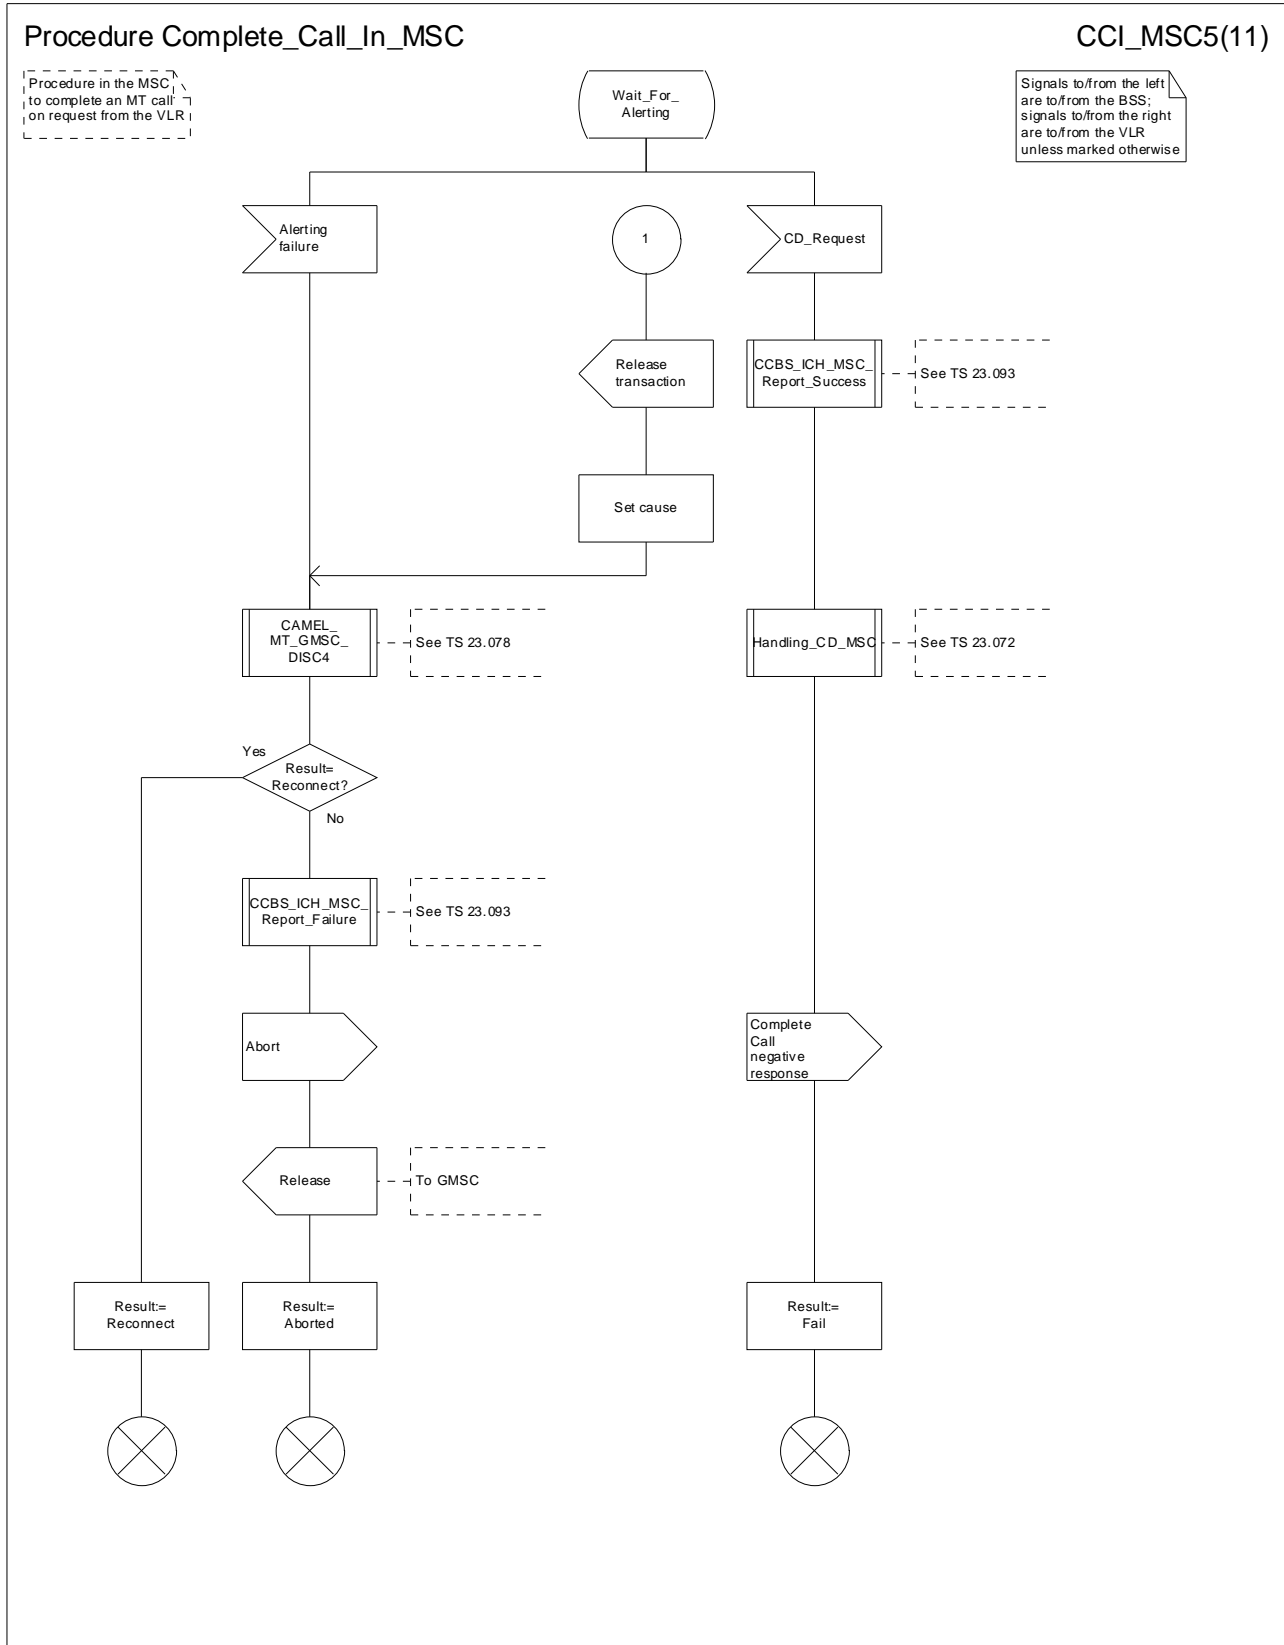 Procedure Complete_Call_In_MSC
CCI_MSC5(11)
Procedure in the MSC
to complete an MT call
on request from the VLR
Wait_For_
Alerting
Signals to/from the left
are to/from the BSS;
signals to/from the right
are to/from the VLR
unless marked otherwise
Alerting
failure
1
CD_Request
Release
transaction
CCBS_ICH_MSC_
Report_Success
See TS 23.093
Set cause
CAMEL_
MT_GMSC_
DISC4
See TS 23.078
Handling_CD_MSC
See TS 23.072
Yes
Result=
Reconnect?
No
CCBS_ICH_MSC_
Report_Failure
See TS 23.093
Abort
Complete
Call
negative
response
Release
To GMSC
Result:=
Reconnect
Result:=
Aborted
Result:=
Fail